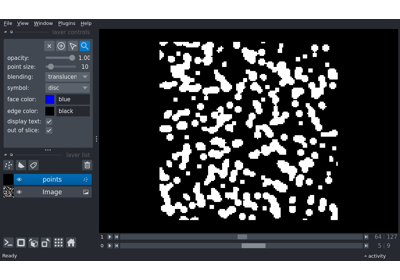 File View Window Plugins Help
layer controls
opacity: 1.00
point size: 10
blending: translucen
symbol: disc
face color: blue
edge color: black
display text:
out of slice:
layer list
points
Image
1 64 127
0 5 9
Ready activity